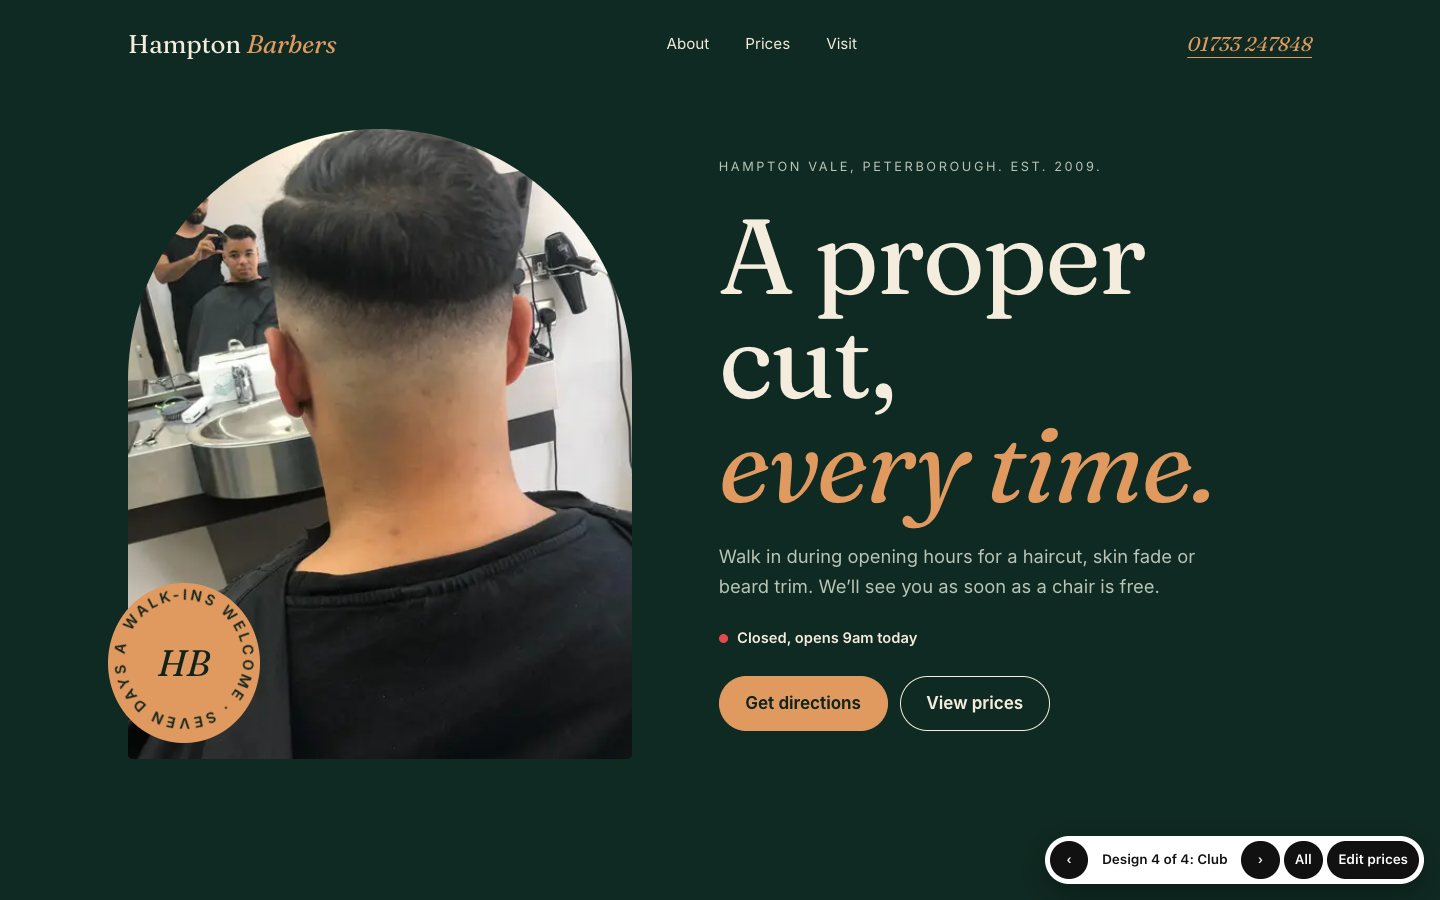 Hampton Barbers
About Prices Visit
01733 247848
HAMPTON VALE, PETERBOROUGH. EST. 2009.
A proper
cut,
every time.
Walk in during opening hours for a haircut, skin fade or
beard trim. We’ll see you as soon as a chair is free.
Closed, opens 9am today
Get directions View prices
WALK-INS WELCOME · SEVEN DAYS A
HB
‹ Design 4 of 4: Club › All Edit prices